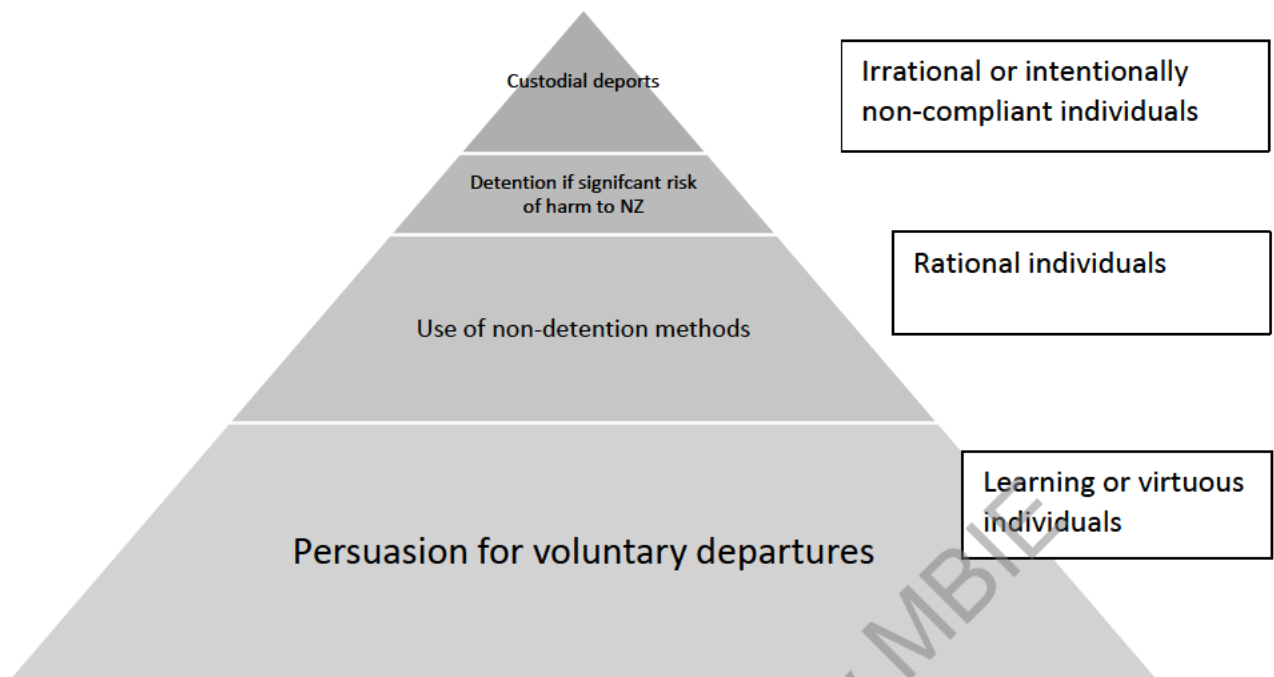 Custodial deports
Irrational or intentionally
non-compliant individuals
Detention if signifcant risk
of harm to NZ
Rational individuals
Use of non-detention methods
Learning or virtuous
individuals
Persuasion for voluntary departures
MBIE